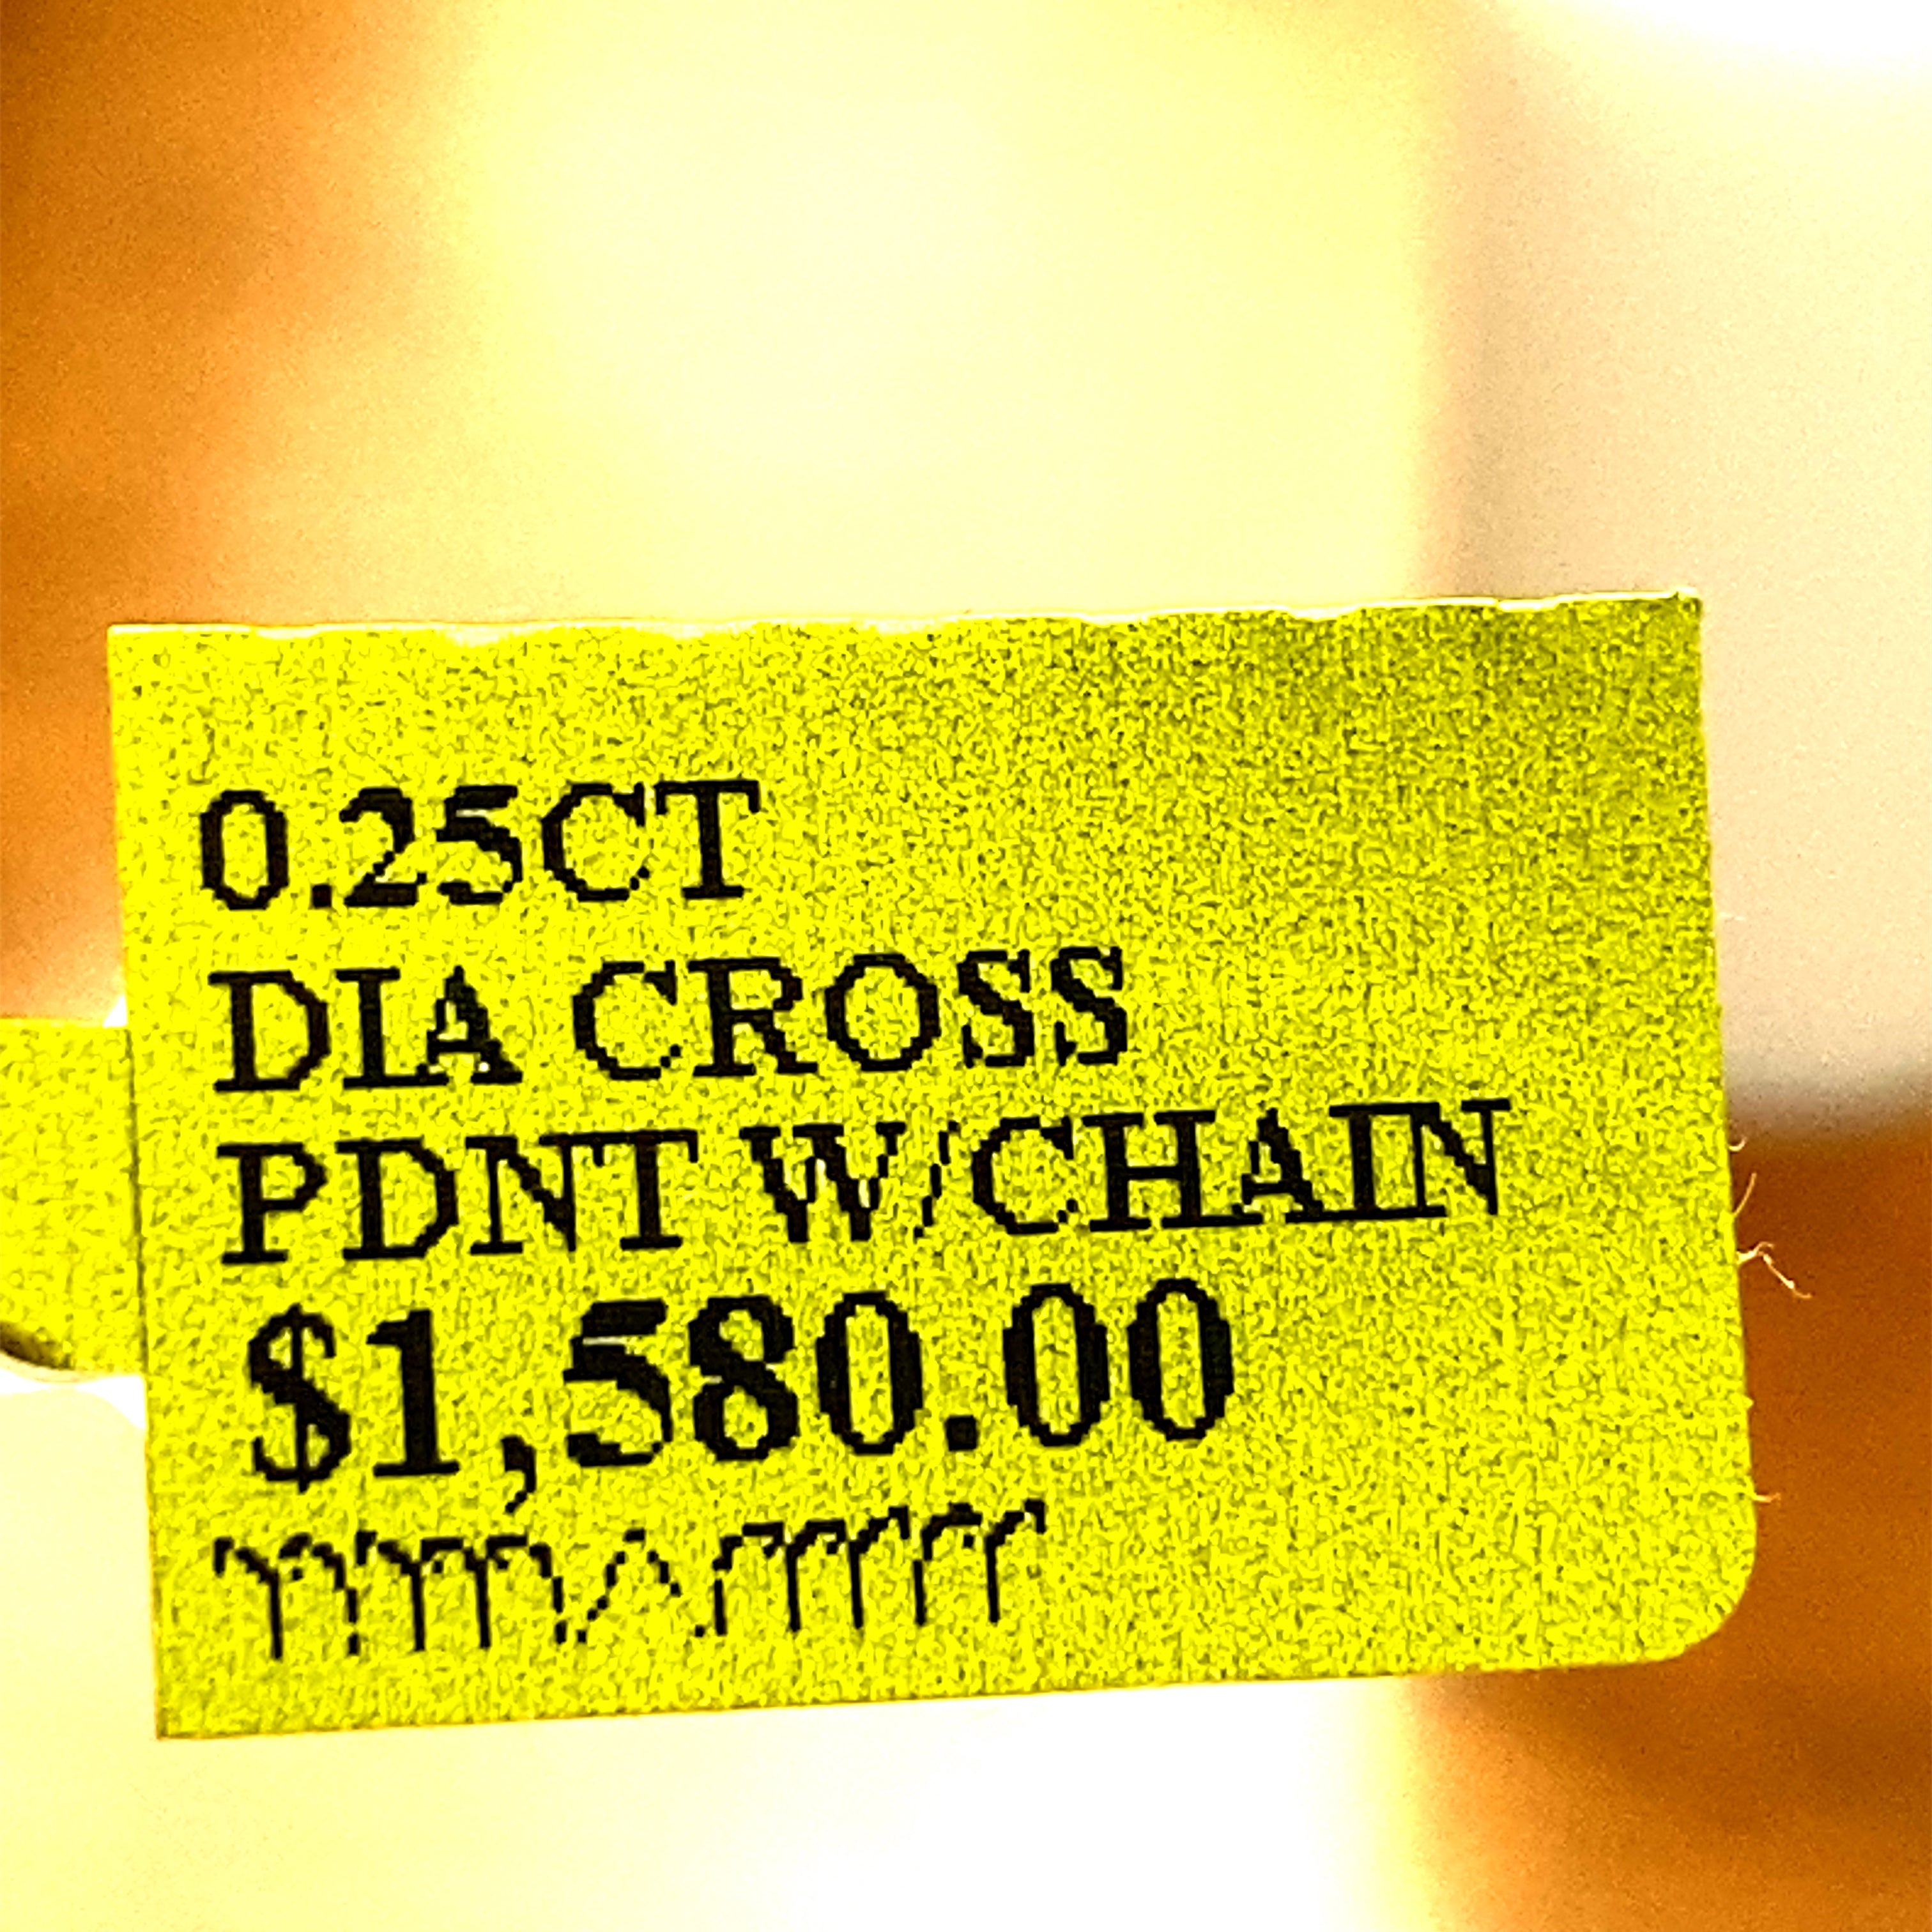 0.25CT
DIA CROSS
PDNT W/CHAIN
$1,580.00